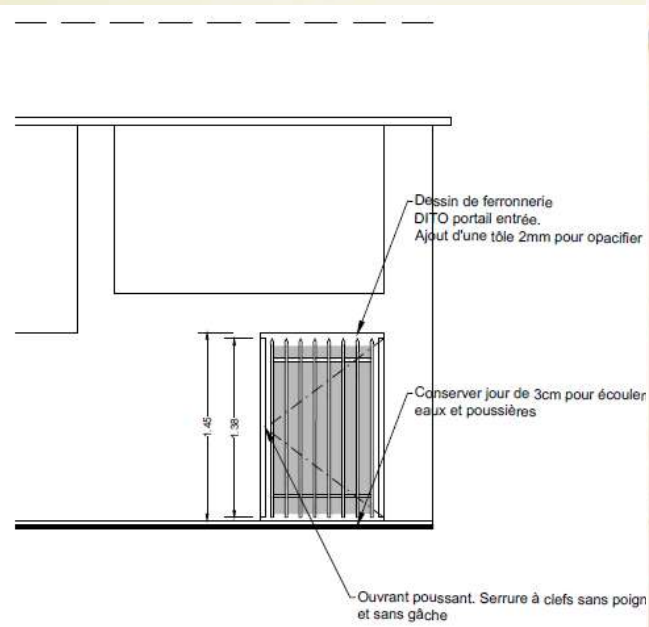 Dessin de ferronnerie
DITO portail entrée.
Ajout d'une tôle 2mm pour opacifier
1.45
1.38
Conserver jour de 3cm pour écouler
eaux et poussières
Ouvrant poussant. Serrure à clefs sans poign
et sans gâche